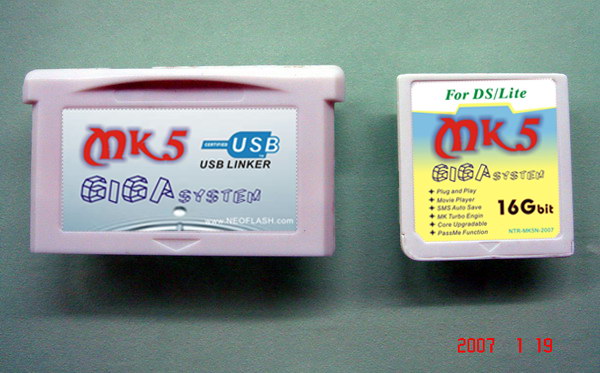 MK5
CERTIFIED USB
USB LINKER
GIGA SYSTEM
www.NEOFLASH.com
For DS/Lite
MK5
GIGA SYSTEM
Plug and Play
Movie Player
SMS Auto Save
MK Turbo Engin
Core Upgradable
PassMe Function
16Gbit
NTR-MK5N-2007
2007 1 19